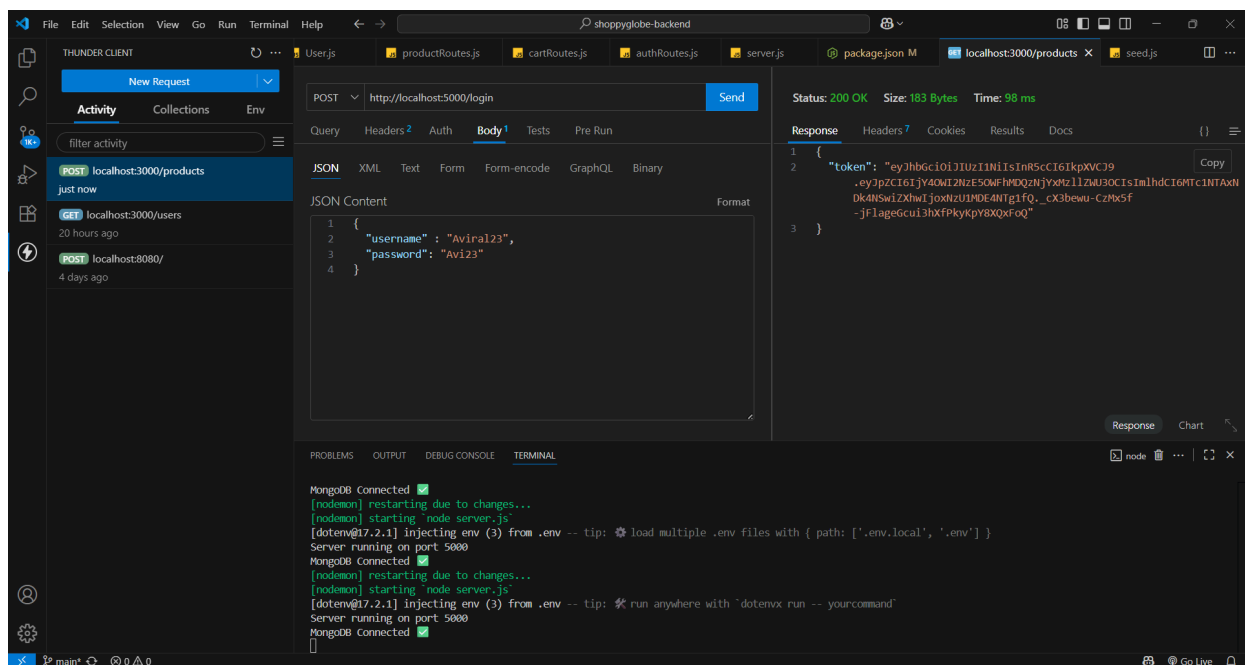 File Edit Selection View Go Run Terminal Help
shoppyglobe-backend
THUNDER CLIENT
New Request
Activity Collections Env
filter activity
POST localhost:3000/products
just now
GET localhost:3000/users
20 hours ago
POST localhost:8080/
4 days ago
1K+
User.js productRoutes.js cartRoutes.js authRoutes.js server.js package.json M GET localhost:3000/products seed.js
POST http://localhost:5000/login Send
Query Headers 2 Auth Body 1 Tests Pre Run
JSON XML Text Form Form-encode GraphQL Binary
JSON Content Format
1 {
2 "username" : "Aviral23",
3 "password": "Avi23"
4 }
Status: 200 OK Size: 183 Bytes Time: 98 ms
Response Headers 7 Cookies Results Docs {}
1 {
2 "token": "eyJhbGciOiJIUzI1NiIsInR5cCI6IkpXVCJ9
Copy
3 }
Response Chart
PROBLEMS OUTPUT DEBUG CONSOLE TERMINAL
node
MongoDB Connected ✅
[nodemon] restarting due to changes...
[nodemon] starting `node server.js`
[dotenv@17.2.1] injecting env (3) from .env -- tip: ⚙️ load multiple .env files with { path: ['.env.local', '.env'] }
Server running on port 5000
MongoDB Connected ✅
[nodemon] restarting due to changes...
[nodemon] starting `node server.js`
[dotenv@17.2.1] injecting env (3) from .env -- tip: 🛠️ run anywhere with `dotenvx run -- yourcommand`
Server running on port 5000
MongoDB Connected ✅
main* 0 0 Go Live